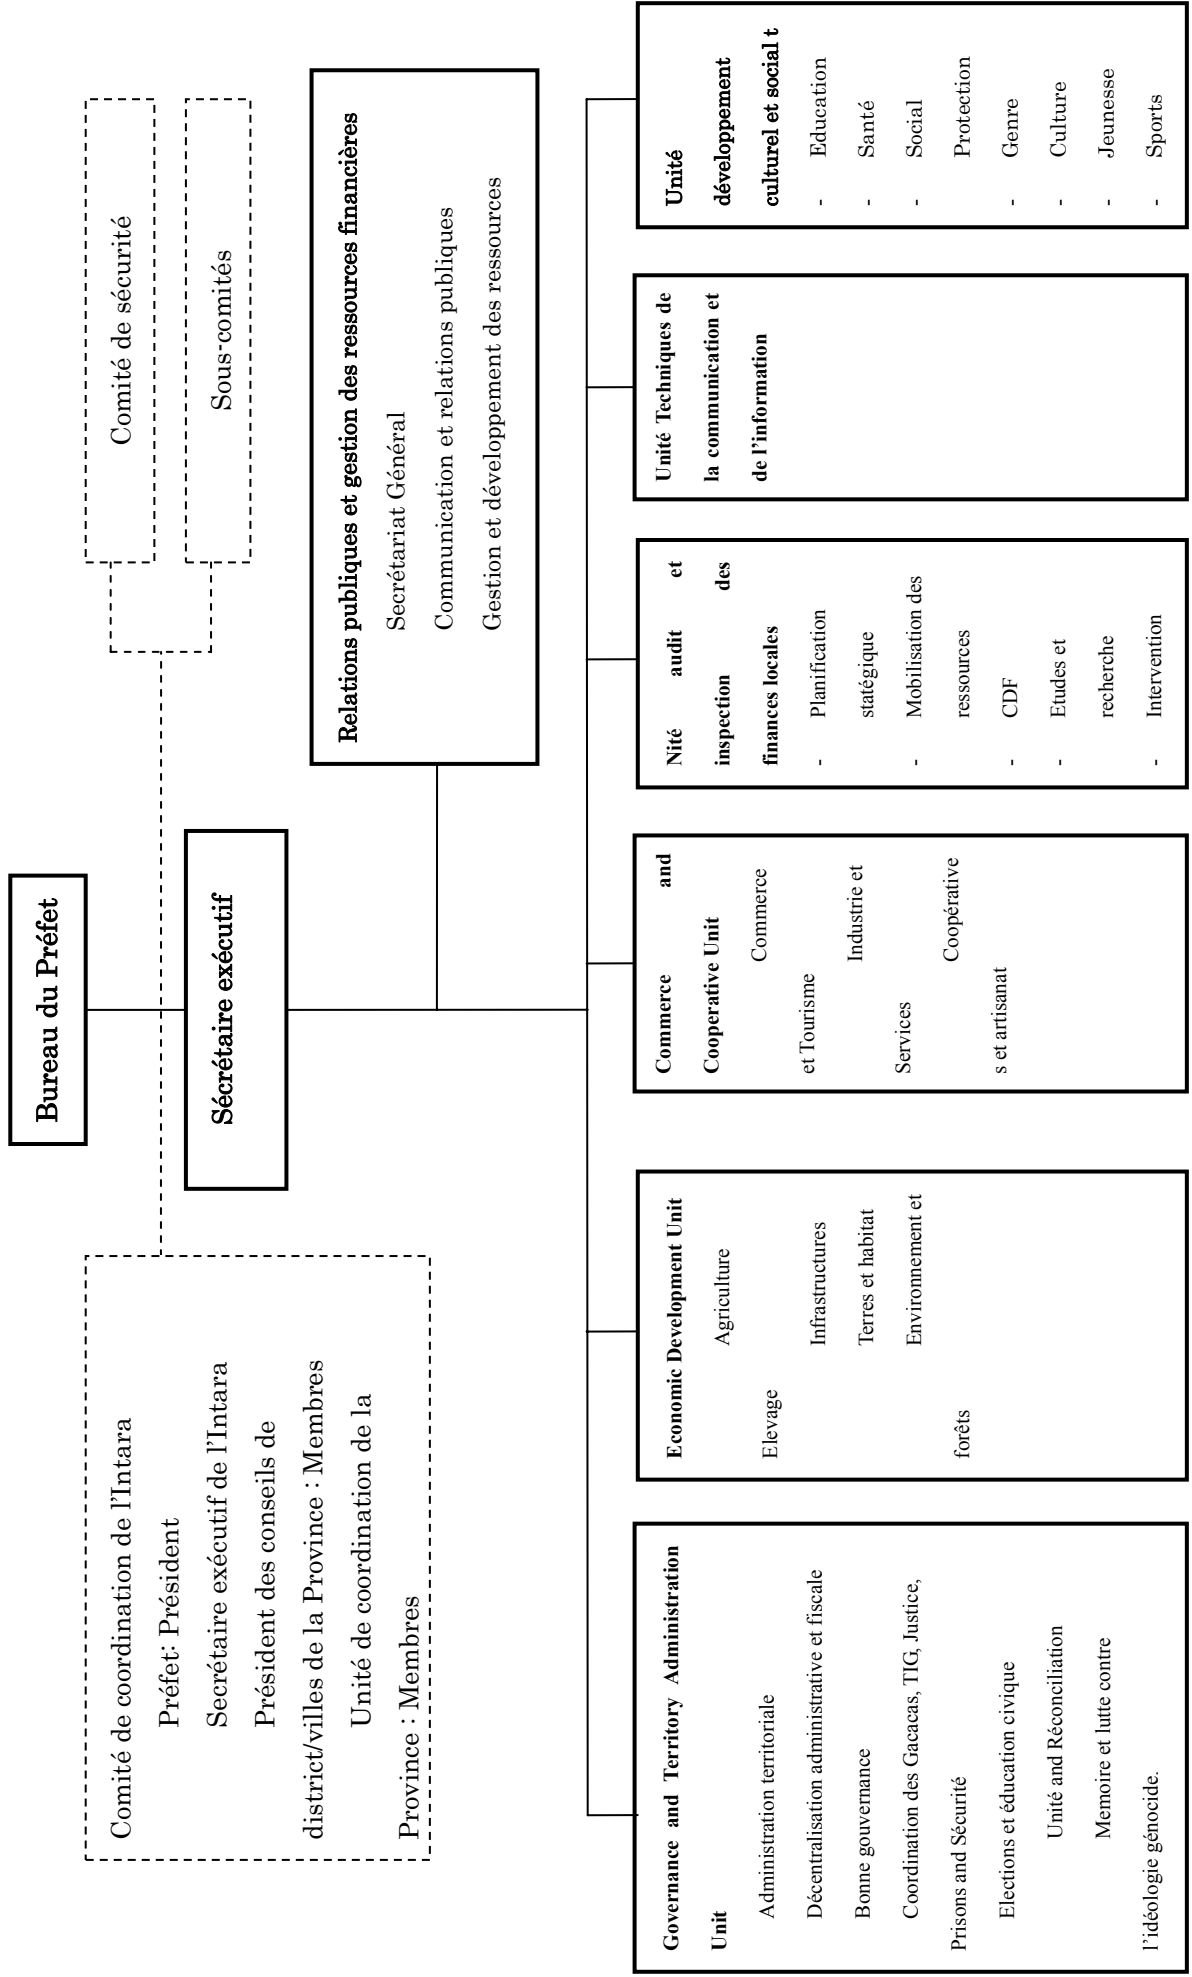 Bureau du Préfet
Sécrétaire exécutif
Comité de sécurité
Sous-comités
Comité de coordination de l'Intara
Préfet: Président
Secrétaire exécutif de l'Intara
Président des conseils de
district/villes de la Province : Membres
Unité de coordination de la
Province : Membres
Relations publiques et gestion des ressources financières
Secrétariat Général
Communication et relations publiques
Gestion et développement des ressources
Governance and Territory Administration
Unit
Administration territoriale
Décentralisation administrative et fiscale
Bonne gouvernance
Coordination des Gacacas, TIG, Justice,
Prisons and Sécurité
Elections et éducation civique
Unité and Réconciliation
Memoire et lutte contre
l'idéologie génocide.
Economic Development Unit
Agriculture
Elevage
Infrastructures
Terres et habitat
Environnement et
forêts
Commerce and
Cooperative Unit
Commerce
et Tourisme
Industrie et
Services
Coopérative
s et artisanat
Nité audit et
inspection des
finances locales
- Planification
statégique
- Mobilisation des
ressources
- CDF
- Etudes et
recherche
- Intervention
Unité Techniques de
la communication et
de l'information
Unité
développement
culturel et social t
- Education
- Santé
- Social
Protection
- Genre
- Culture
- Jeunesse
- Sports